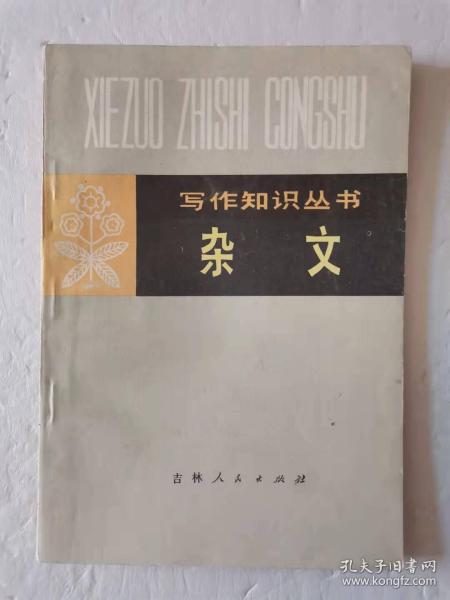 XIEZUO ZHISHI CONGSHU
写作知识丛书
杂文
吉林人民出版社
孔夫子旧书网
www.kongfz.com